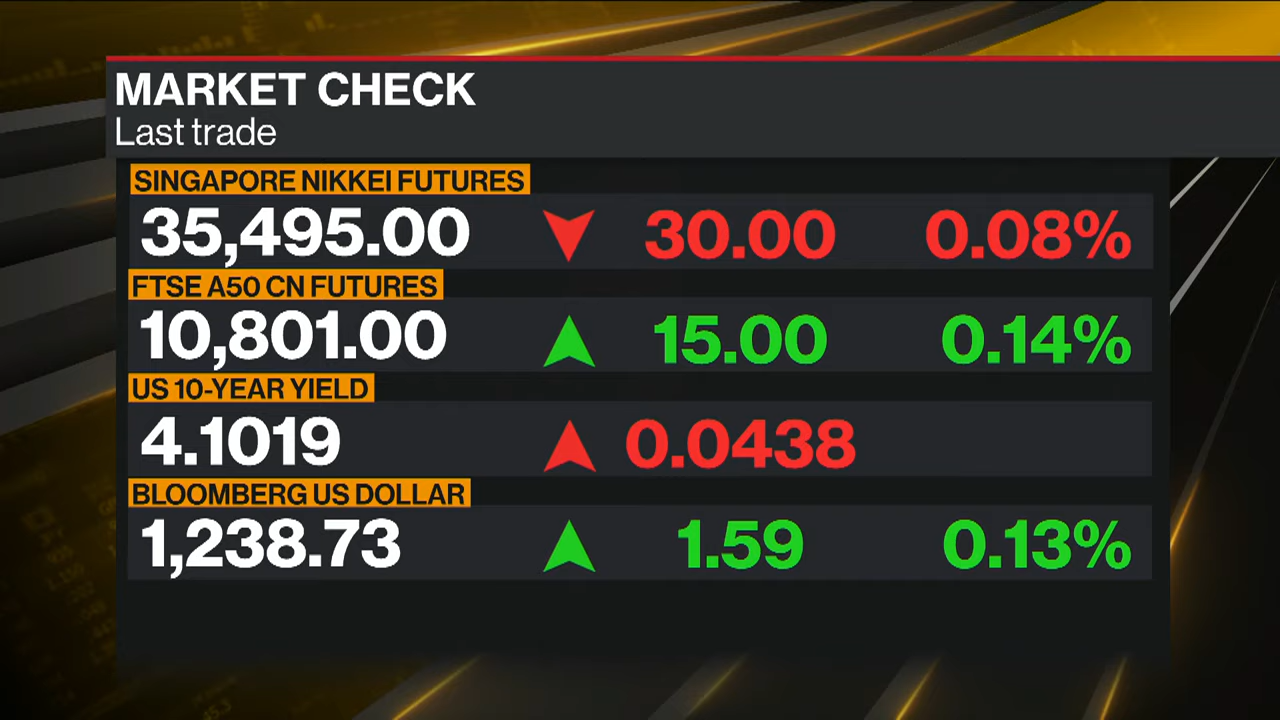 MARKET CHECK
Last trade
SINGAPORE NIKKEI FUTURES
35,495.00 30.00 0.08%
FTSE A50 CN FUTURES
10,801.00 15.00 0.14%
US 10-YEAR YIELD
4.1019 0.0438
BLOOMBERG US DOLLAR
1,238.73 1.59 0.13%